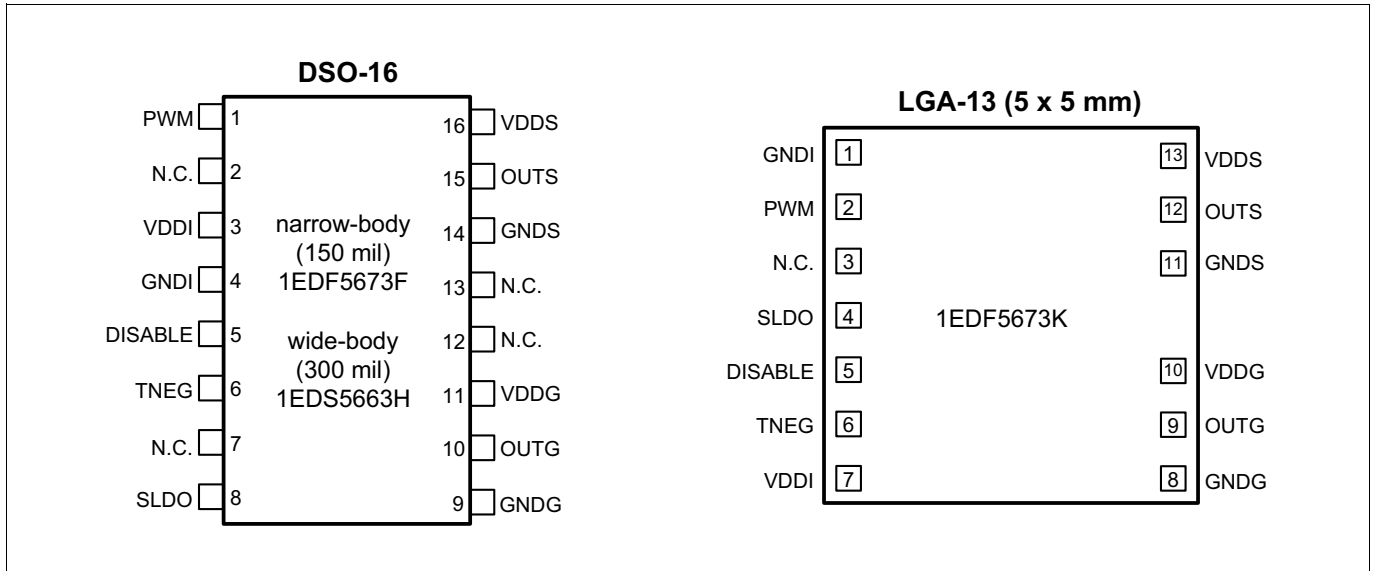 DSO-16
PWM 1
N.C. 2
VDDI 3
GNDI 4
DISABLE 5
TNEG 6
N.C. 7
SLDO 8
narrow-body
(150 mil)
1EDF5673F
wide-body
(300 mil)
1EDS5663H
16 VDDS
15 OUTS
14 GNDS
13 N.C.
12 N.C.
11 VDDG
10 OUTG
9 GNDG
LGA-13 (5 x 5 mm)
GNDI 1
PWM 2
N.C. 3
SLDO 4
DISABLE 5
TNEG 6
VDDI 7
1EDF5673K
13 VDDS
12 OUTS
11 GNDS
10 VDDG
9 OUTG
8 GNDG